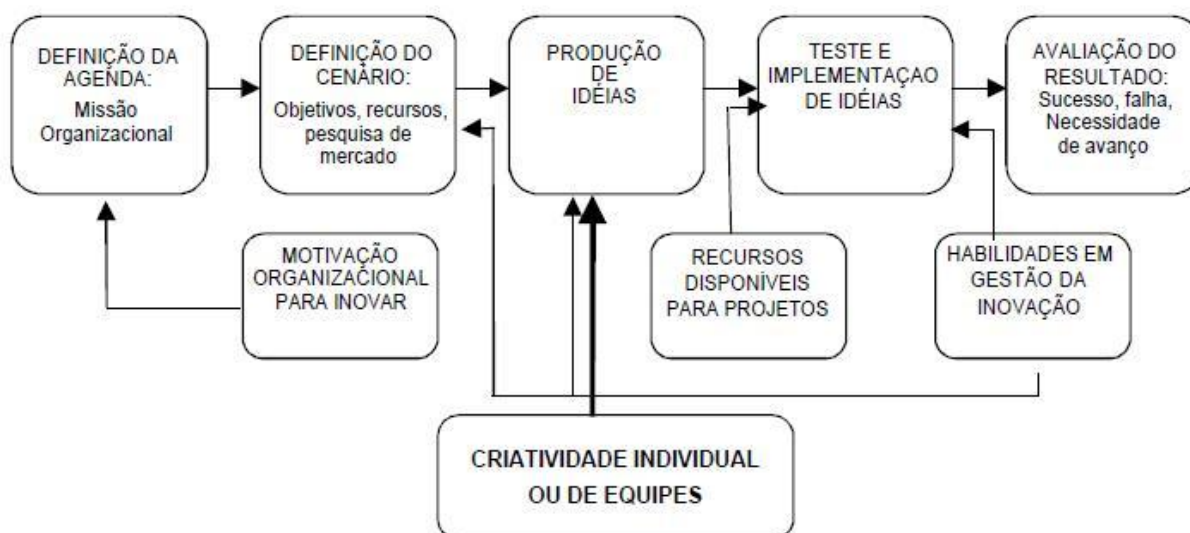 DEFINIÇÃO DA
AGENDA:
Missão
Organizacional
DEFINIÇÃO DO
CENÁRIO:
Objetivos, recursos,
pesquisa de
mercado
PRODUÇÃO
DE
IDÉIAS
TESTE E
IMPLEMENTAÇAO
DE IDÉIAS
AVALIAÇÃO DO
RESULTADO:
Sucesso, falha,
Necessidade
de avanço
MOTIVAÇÃO
ORGANIZACIONAL
PARA INOVAR
RECURSOS
DISPONÍVEIS
PARA PROJETOS
HABILIDADES EM
GESTÃO DA
INOVAÇÃO
CRIATIVIDADE INDIVIDUAL
OU DE EQUIPES